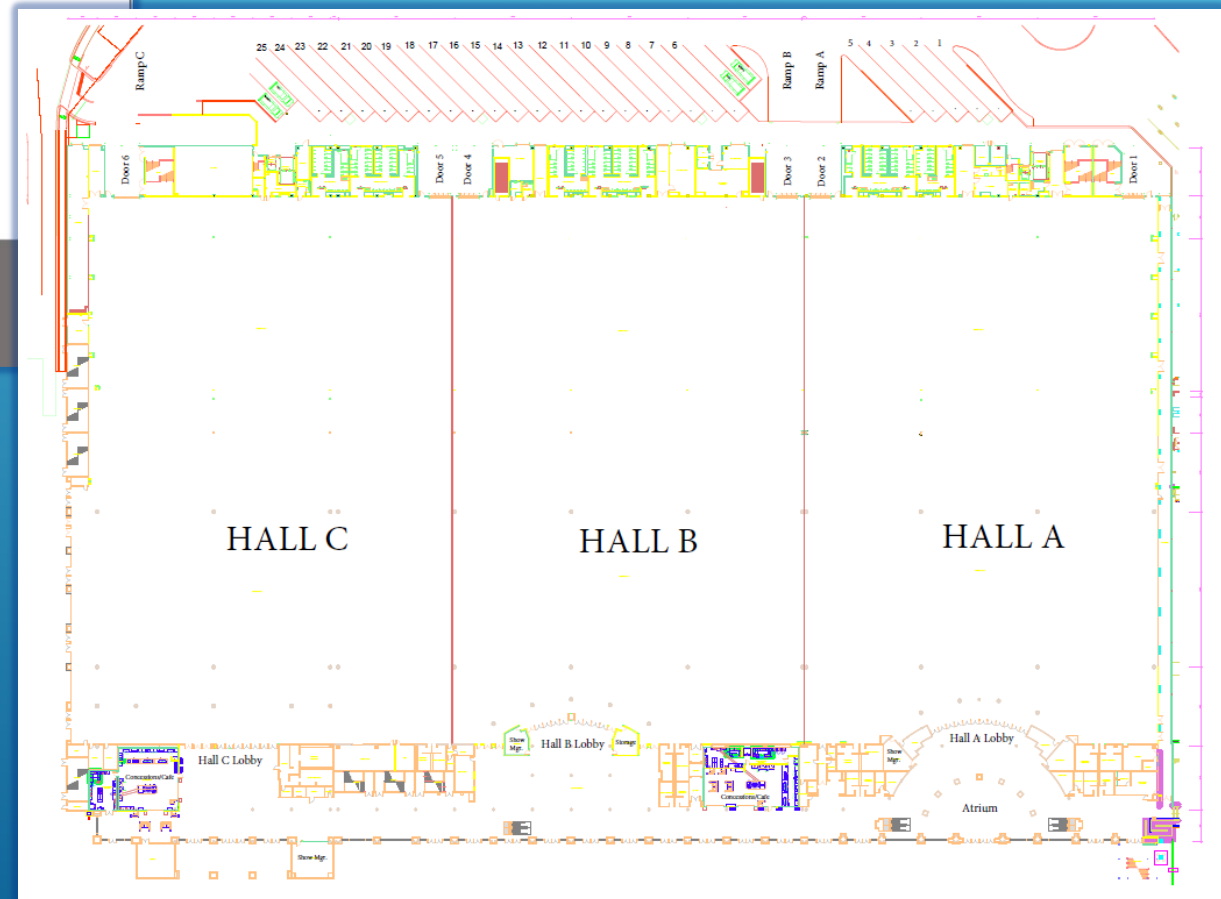 25 24 23 22 21 20 19 18 17 16 15 14 13 12 11 10 9 8 7 6 5 4 3 2 1
Ramp C
Ramp B
Ramp A
Door 6
Door 5
Door 4
Door 3
Door 2
Door 1
HALL C
HALL B
HALL A
Hall C Lobby
Show
Mgr.
Hall B Lobby
Storage
Show
Mgr.
Hall A Lobby
Concessions/Cafe
Concessions/Cafe
Atrium
Show Mgr.